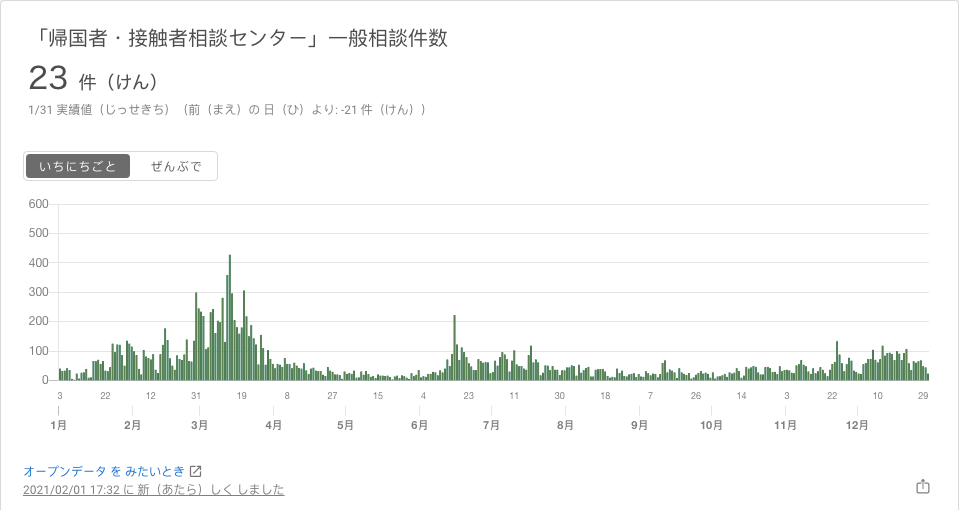 「帰国者・接触者相談センター」一般相談件数
23 件（けん）
1/31 実績値（じっせきち）（前（まえ）の 日（ひ）より: -21 件（けん））
いちにちごと ぜんぶで
600
500
400
300
200
100
0
3 22 12 31 19 8 27 15 4 23 11 30 18 7 26 14 3 22 10 29
1月 2月 3月 4月 5月 6月 7月 8月 9月 10月 11月 12月
オープンデータ を みたいとき
2021/02/01 17:32 に 新（あたら）しく しました